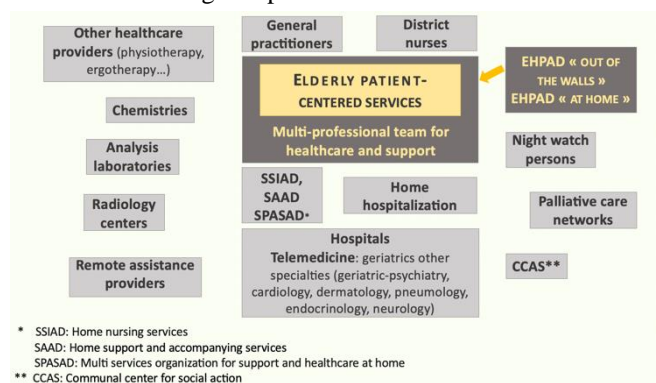 Other healthcare
providers (physiotherapy,
ergotherapy...)
General
practitioners
District
nurses
ELDERLY PATIENT-
CENTERED SERVICES
Multi-professional team for
healthcare and support
EHPAD « OUT OF
THE WALLS »
EHPAD « AT HOME »
Chemistries
Analysis
laboratories
Night watch
persons
SSIAD,
SAAD
SPASAD*
Home
hospitalization
Radiology
centers
Palliative care
networks
Hospitals
Telemedicine: geriatrics other
specialties (geriatric-psychiatry,
cardiology, dermatology, pneumology,
endocrinology, neurology)
Remote assistance
providers
CCAS**
* SSIAD: Home nursing services
SAAD: Home support and accompanying services
SPASAD: Multi services organization for support and healthcare at home
** CCAS: Communal center for social action